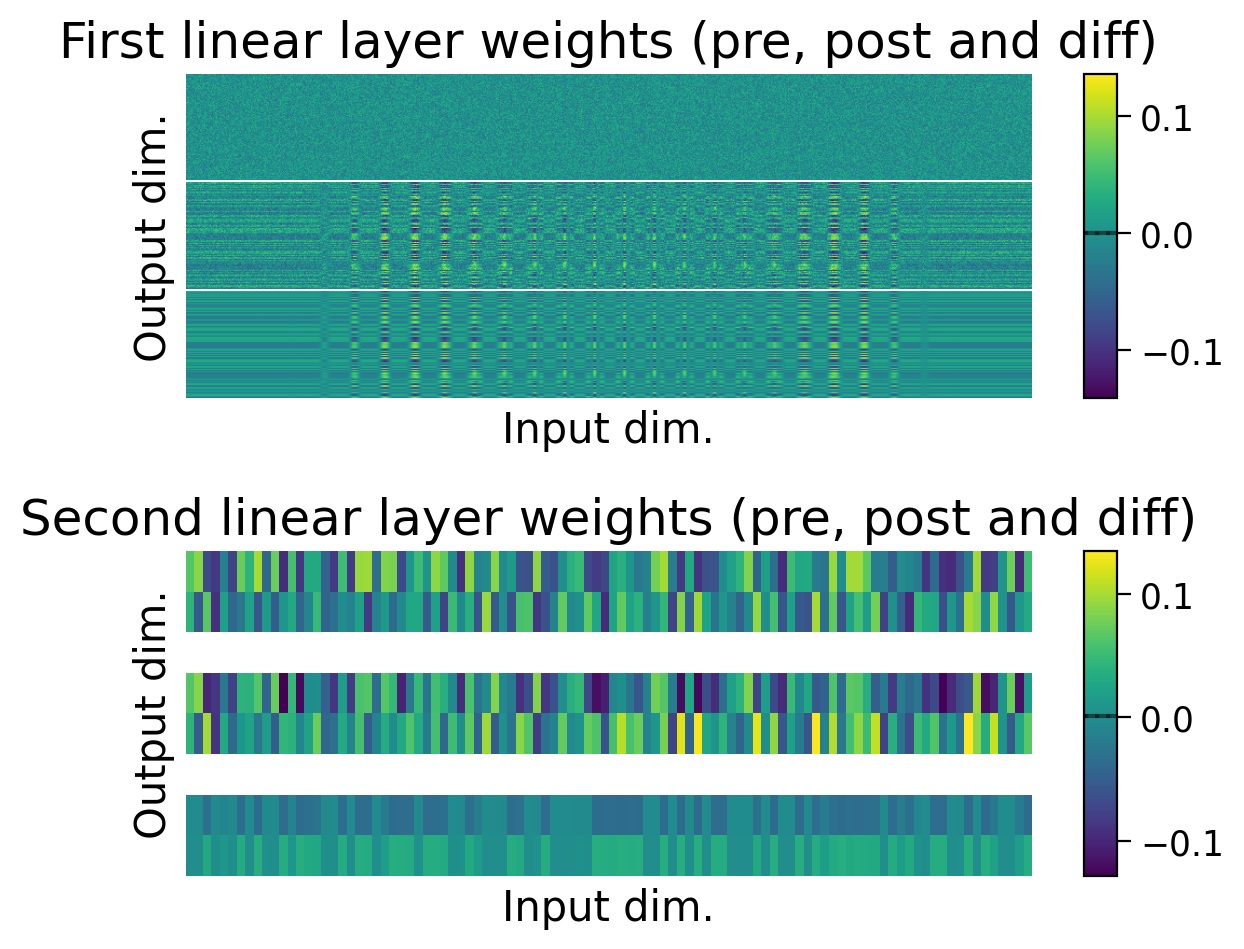 First linear layer weights (pre, post and diff)
Output dim.
0.1
0.0
−0.1
Input dim.
Second linear layer weights (pre, post and diff)
Output dim.
0.1
0.0
−0.1
Input dim.